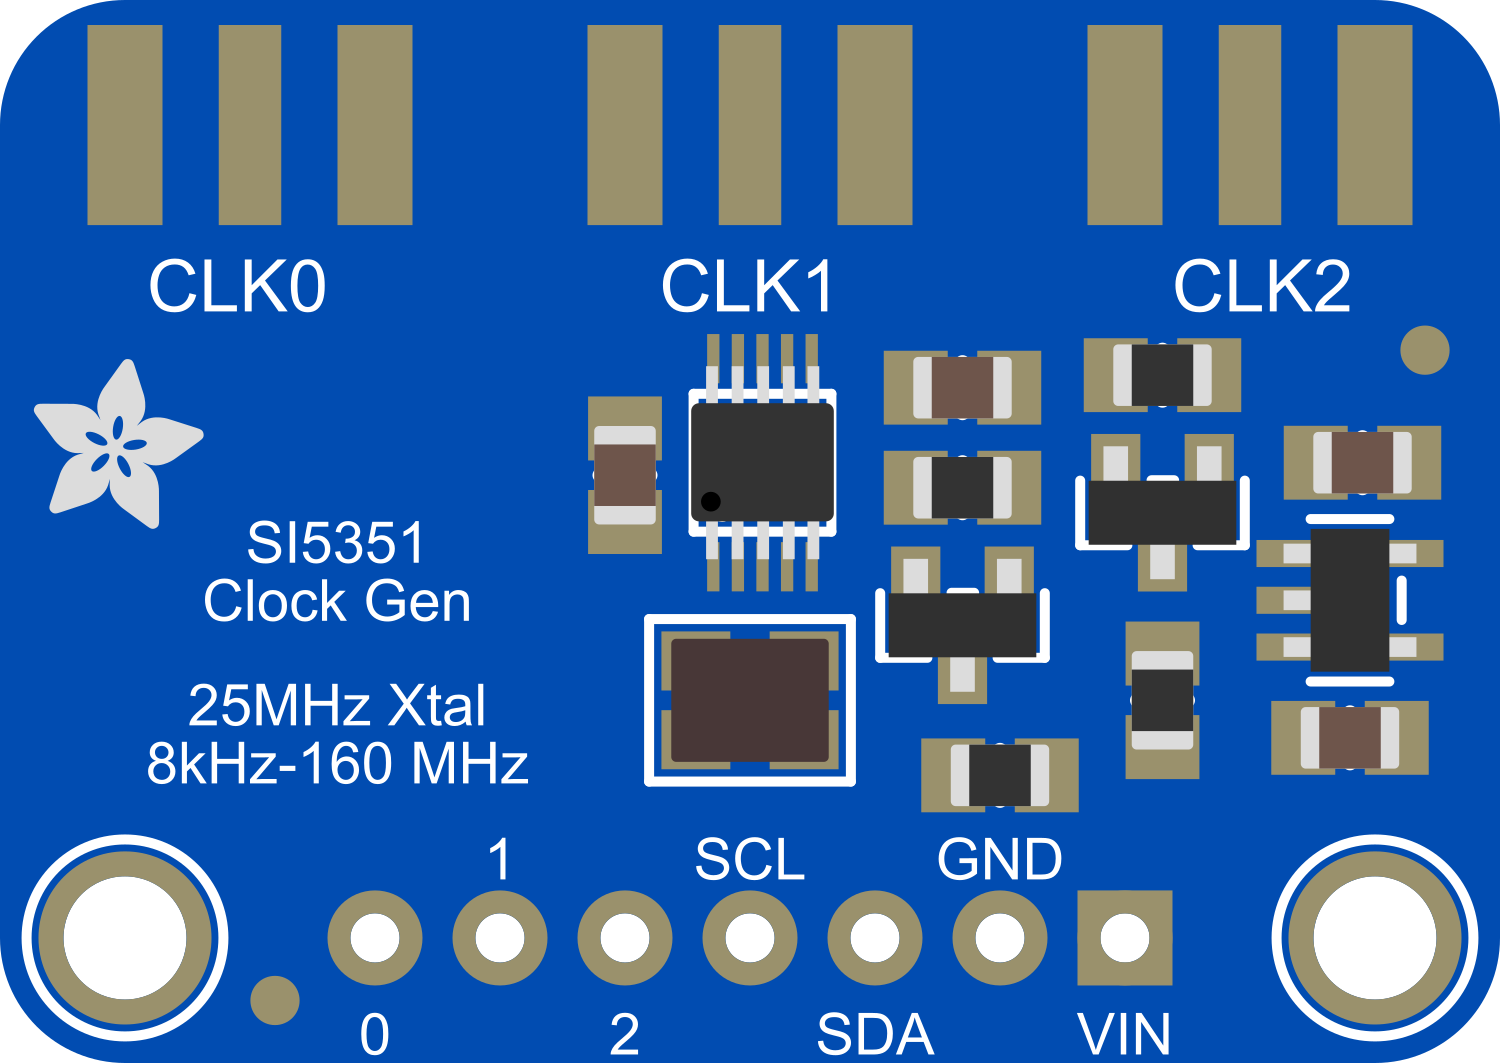 CLK0 CLK1 CLK2
SI5351
Clock Gen
25MHz Xtal
8kHz-160 MHz
1 SCL GND
0 2 SDA VIN